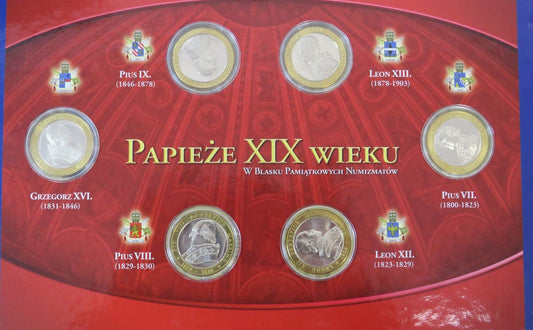 PIUS IX.
(1846-1878)
LEON XIII.
(1878-1903)
PAPIEŻE XIX WIEKU
W BLASKU PAMIĄTKOWYCH NUMIZMATÓW
GRZEGORZ XVI.
(1831-1846)
PIUS VII.
(1800-1823)
PIUS VIII.
(1829-1830)
LEON XII.
(1823-1829)